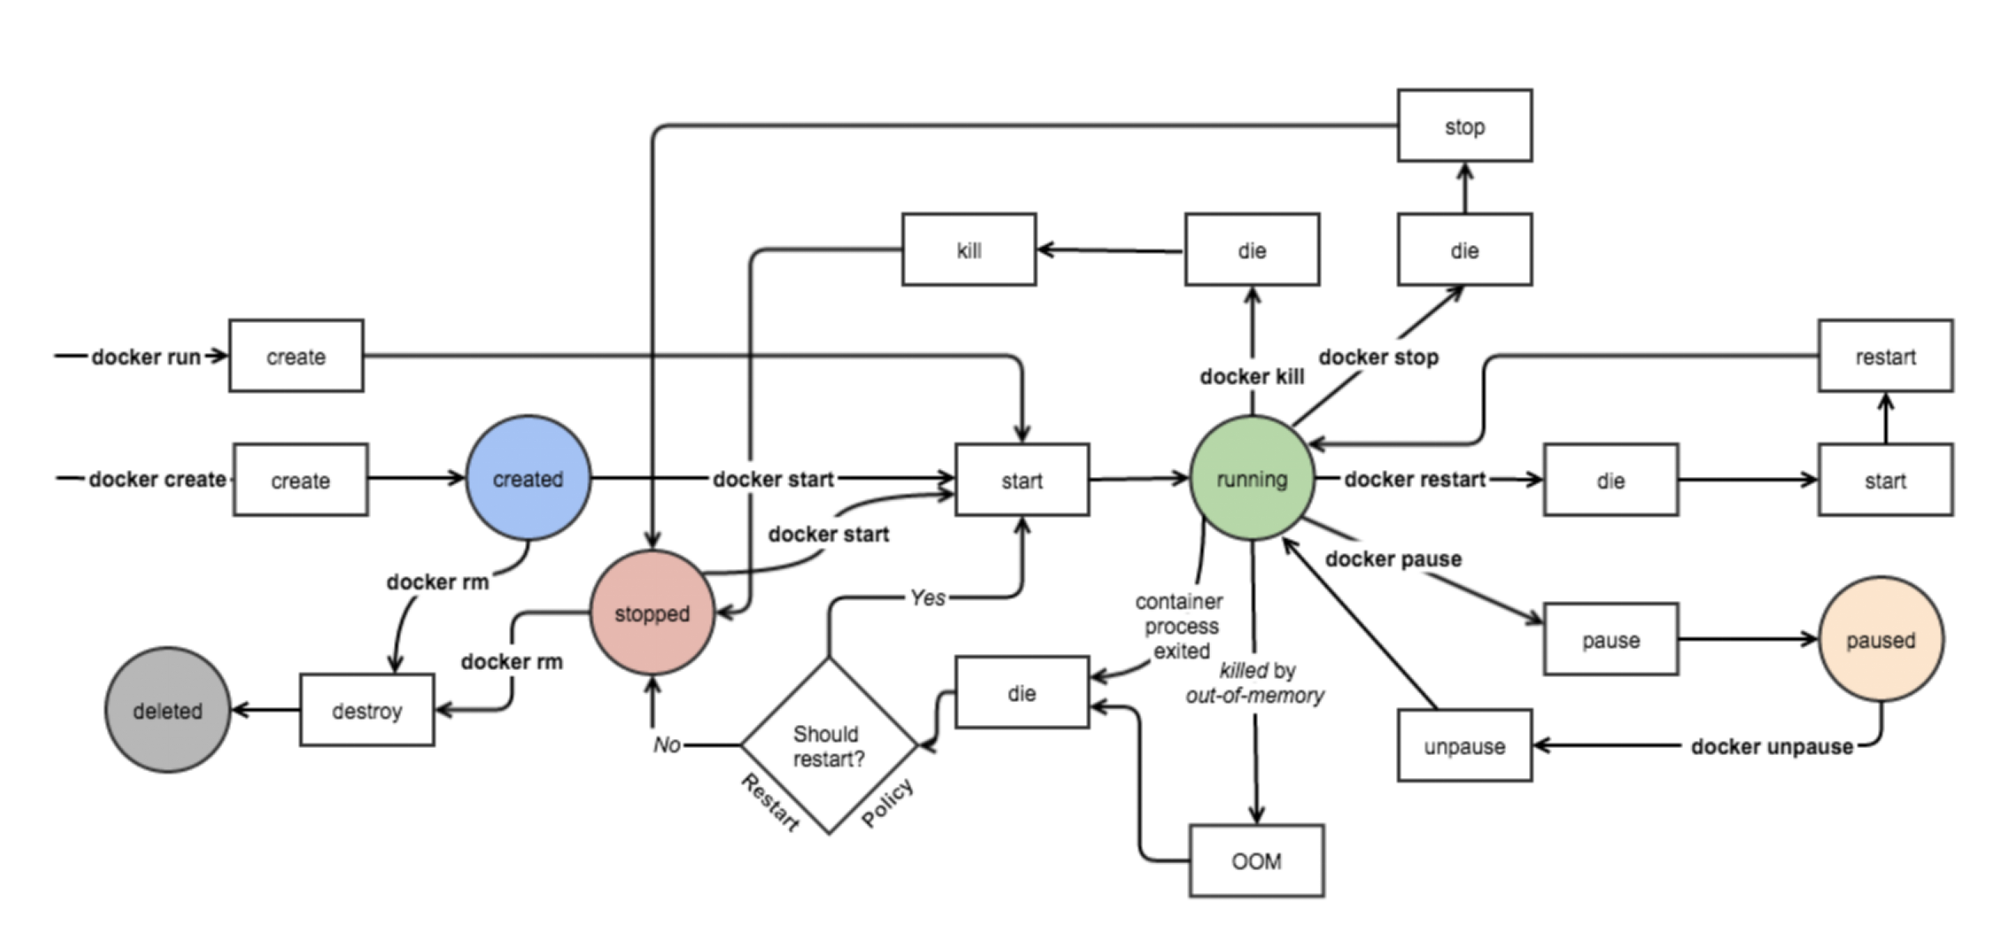 stop
kill
die
die
docker run
create
docker kill
docker stop
restart
docker create
create
created
docker start
start
running
docker restart
die
start
docker start
docker pause
docker rm
stopped
Yes
container
process
exited
pause
paused
docker rm
killed by
out-of-memory
die
deleted
destroy
Should
restart?
No
Restart
Policy
unpause
docker unpause
OOM